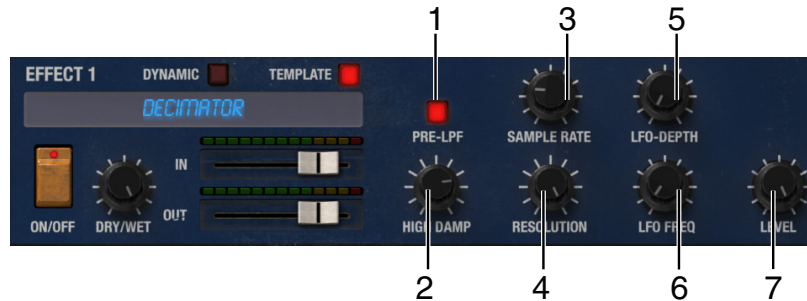 1 3 5
EFFECT 1 DYNAMIC TEMPLATE
DECIMATOR
PRE-LPF SAMPLE RATE LFO-DEPTH
IN
OUT
ON/OFF DRY/WET HIGH DAMP RESOLUTION LFO FREQ LEVEL
2 4 6 7